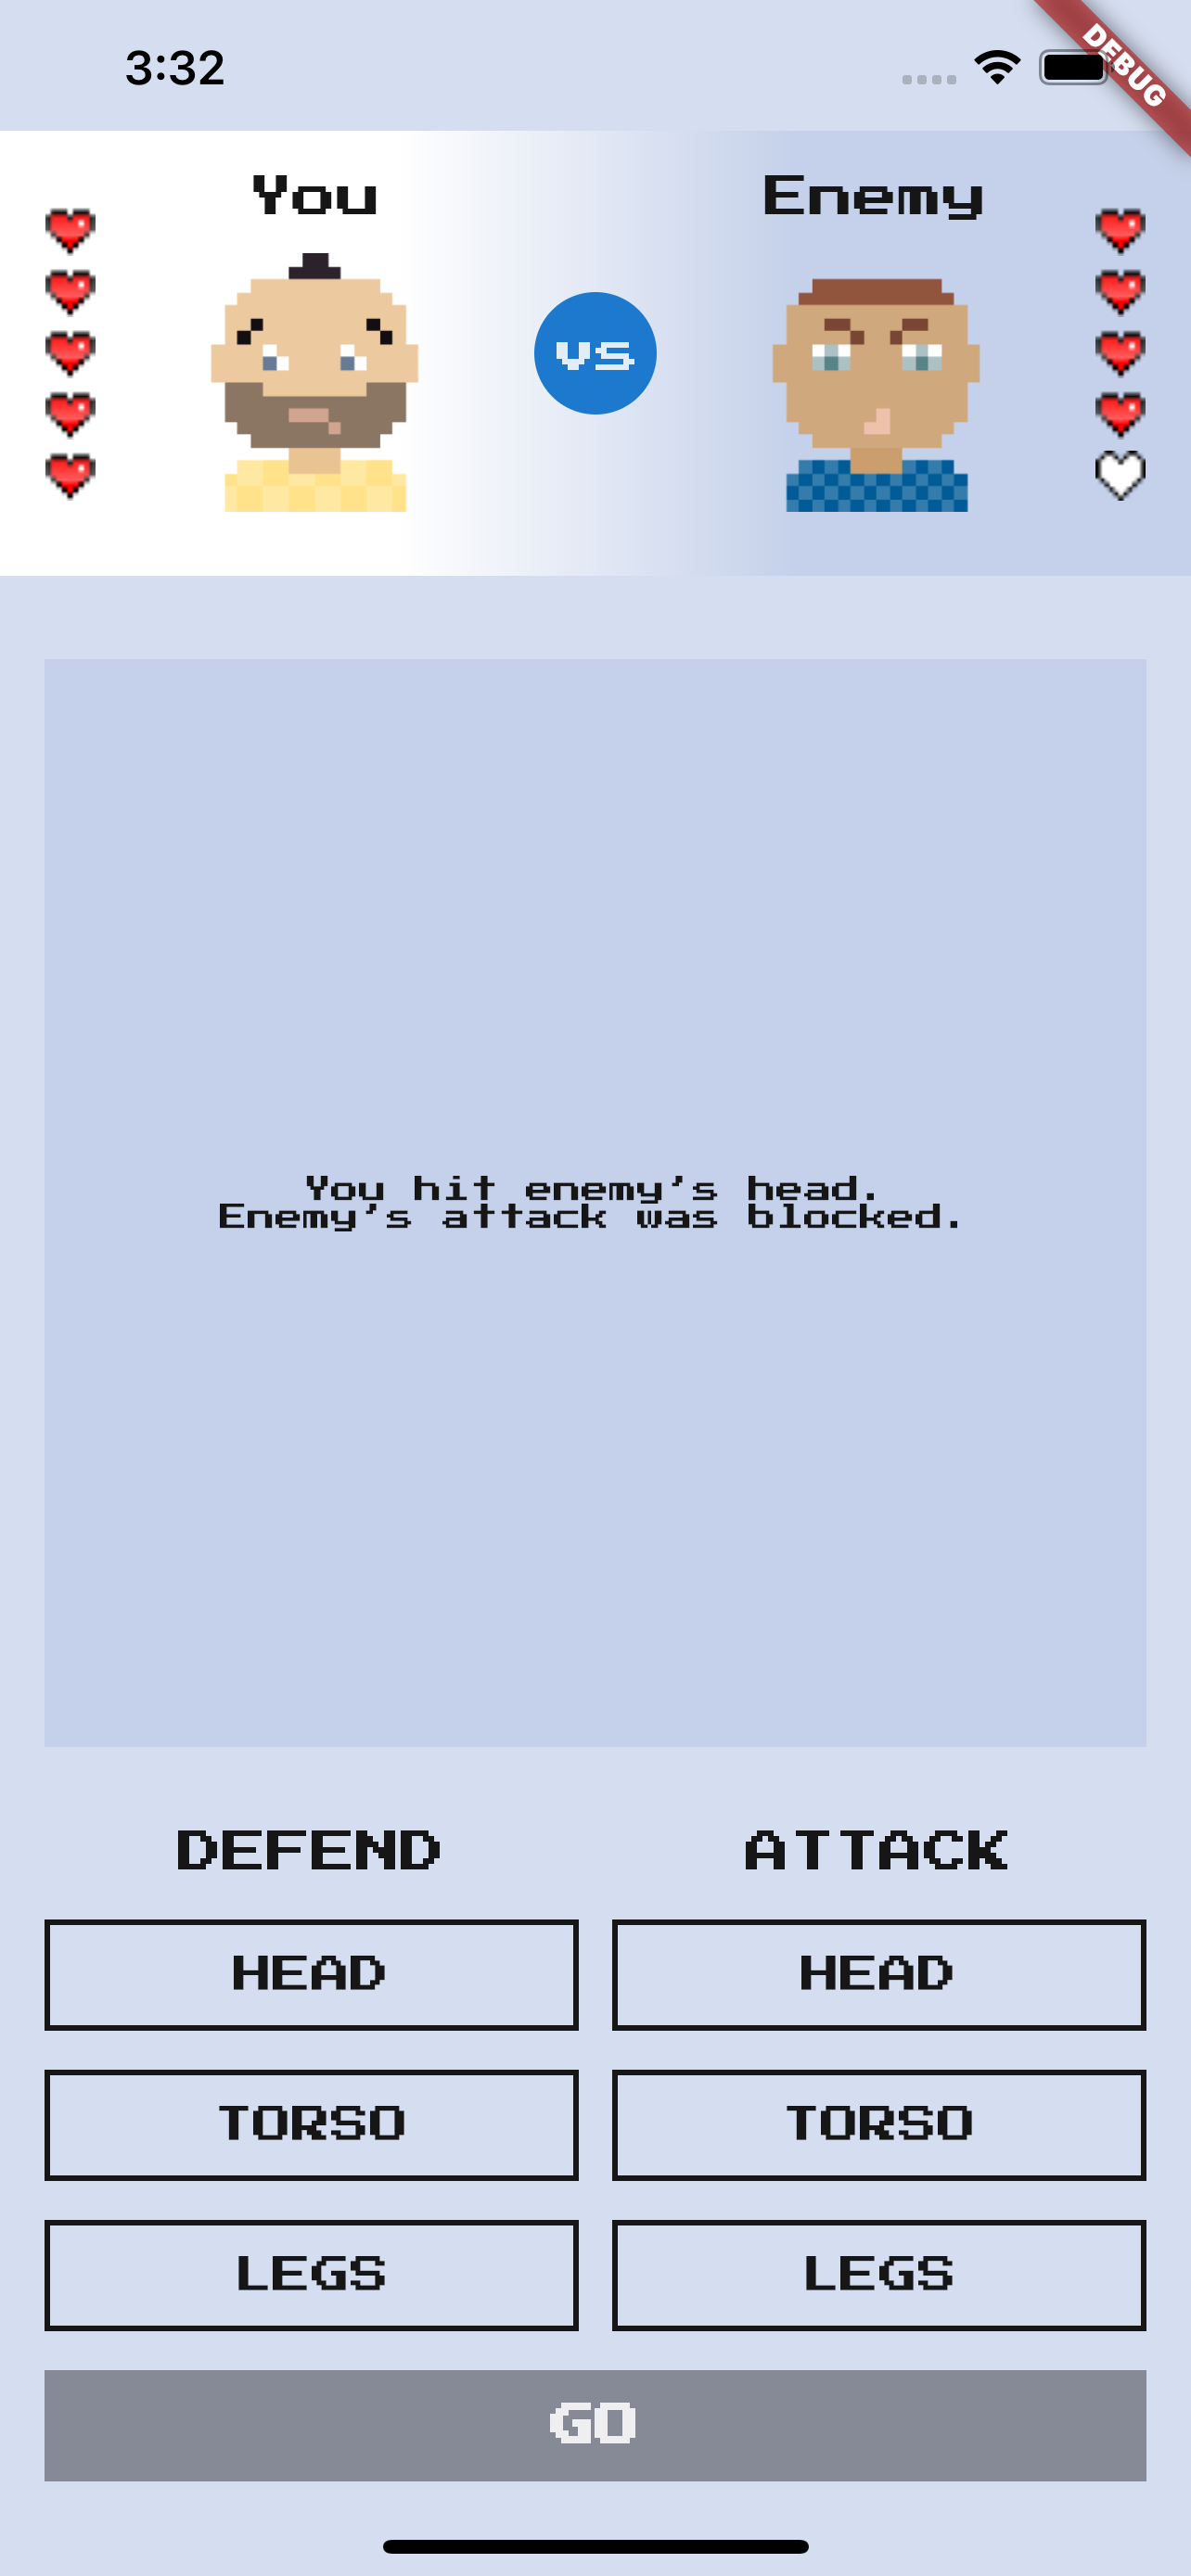 3:32
DEBUG
You
Enemy
VS
You hit enemy's head.
Enemy's attack was blocked.
DEFEND
ATTACK
HEAD
HEAD
TORSO
TORSO
LEGS
LEGS
GO